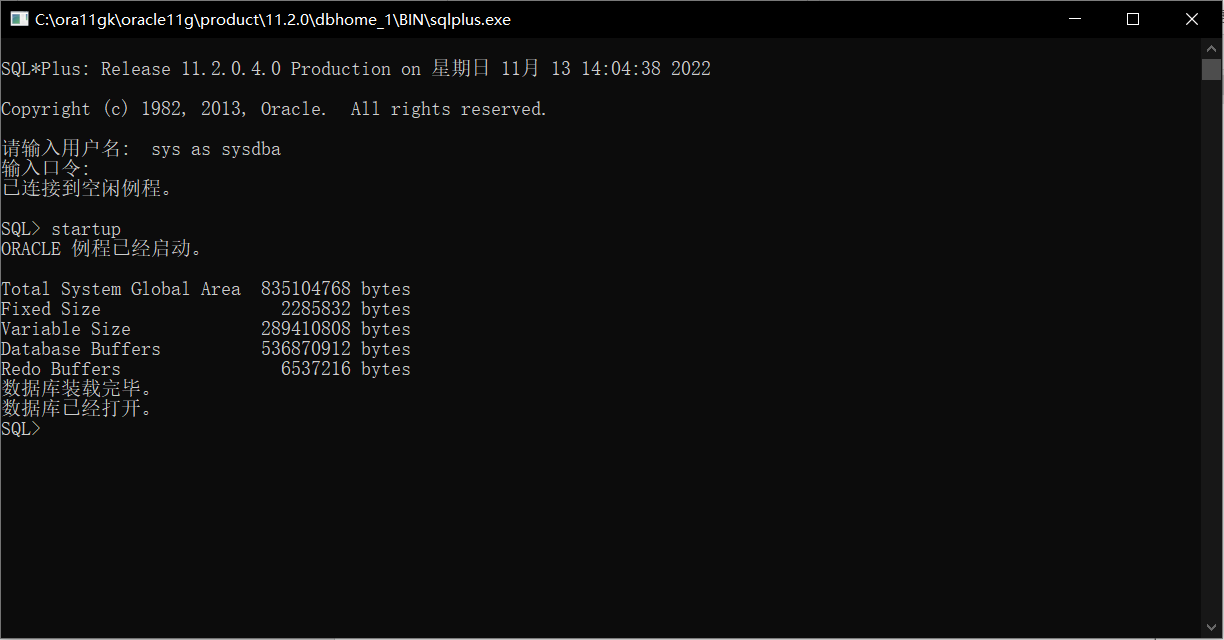 C:\ora11gk\oracle11g\product\11.2.0\dbhome_1\BIN\sqlplus.exe
SQL*Plus: Release 11.2.0.4.0 Production on 星期日 11月 13 14:04:38 2022
Copyright (c) 1982, 2013, Oracle.  All rights reserved.
请输入用户名:  sys as sysdba
输入口令:
已连接到空闲例程。
SQL> startup
ORACLE 例程已经启动。
Total System Global Area  835104768 bytes
Fixed Size                  2285832 bytes
Variable Size             289410808 bytes
Database Buffers          536870912 bytes
Redo Buffers                6537216 bytes
数据库装载完毕。
数据库已经打开。
SQL>